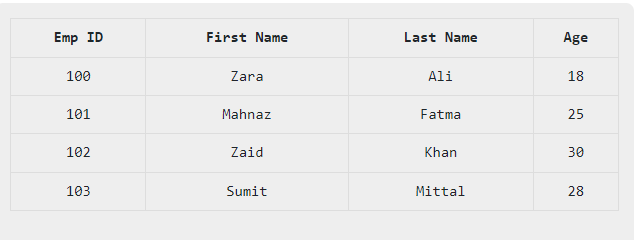 Emp ID First Name Last Name Age
100 Zara Ali 18
101 Mahnaz Fatma 25
102 Zaid Khan 30
103 Sumit Mittal 28